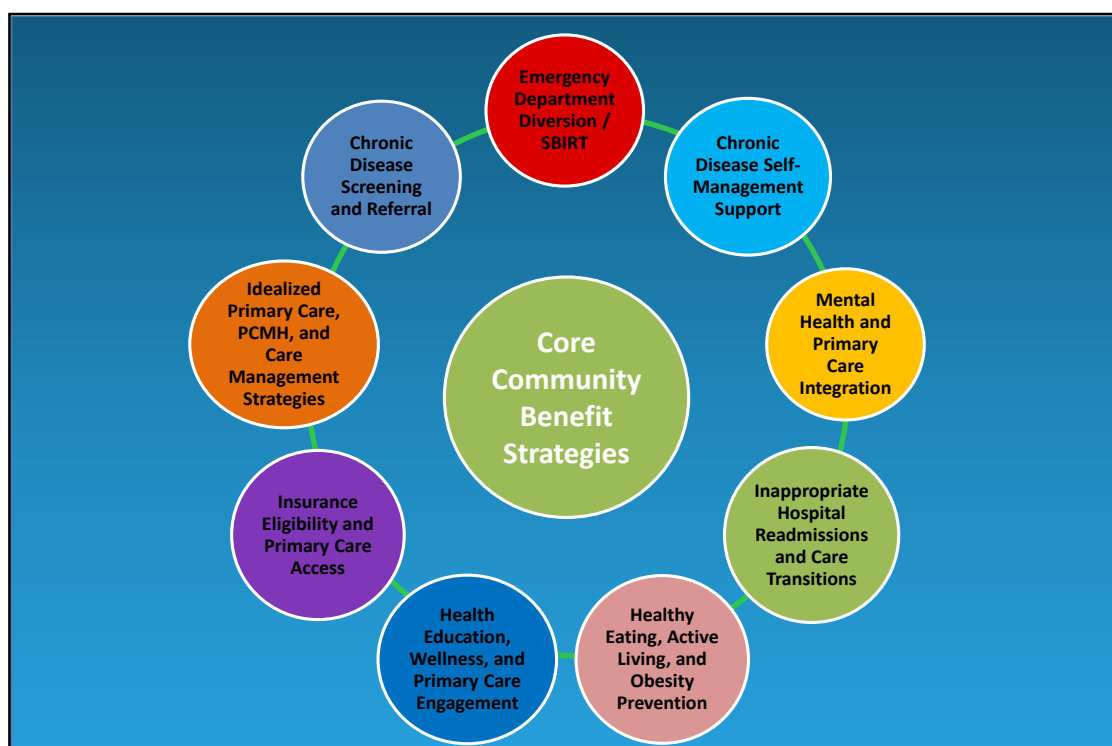 Emergency
Department
Diversion /
SBIRT
Chronic
Disease Self-
Management
Support
Mental
Health and
Primary
Care
Integration
Inappropriate
Hospital
Readmissions
and Care
Transitions
Healthy
Eating, Active
Living, and
Obesity
Prevention
Health
Education,
Wellness, and
Primary Care
Engagement
Insurance
Eligibility and
Primary Care
Access
Idealized
Primary Care,
PCMH, and
Care
Management
Strategies
Chronic
Disease
Screening
and Referral
Core
Community
Benefit
Strategies